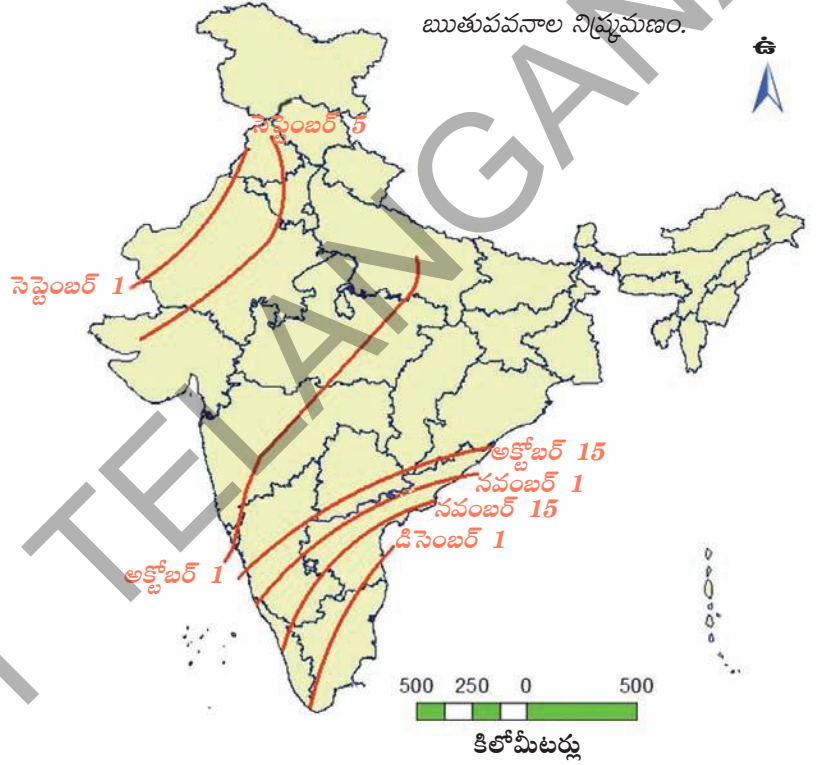 ఋతుపవనాల నిష్క్రమణం.
ఉ
సెప్టెంబర్ 5
సెప్టెంబర్ 1
అక్టోబర్ 15
నవంబర్ 1
నవంబర్ 15
డిసెంబర్ 1
అక్టోబర్ 1
500 250 0 500
కిలోమీటర్లు
TELANGANA